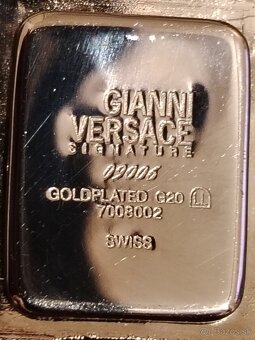 GIANNI
VERSACE
SIGNATURE
09006
GOLDPLATED G20
7008002
SWISS